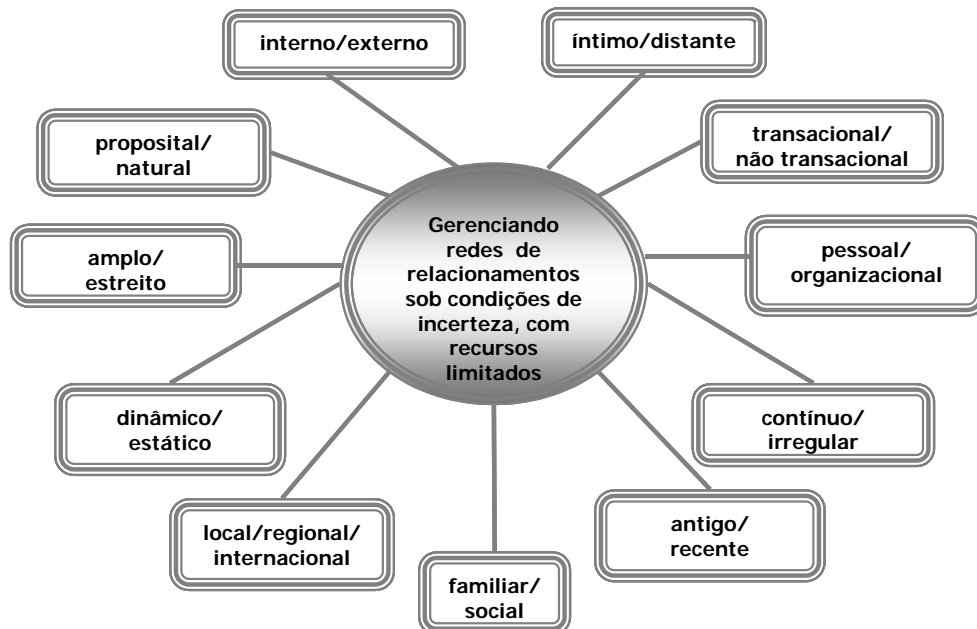 interno/externo
íntimo/distante
proposital/
natural
transacional/
não transacional
amplo/
estreito
Gerenciando
redes de
relacionamentos
sob condições de
incerteza, com
recursos
limitados
pessoal/
organizacional
dinâmico/
estático
contínuo/
irregular
local/regional/
internacional
antigo/
recente
familiar/
social